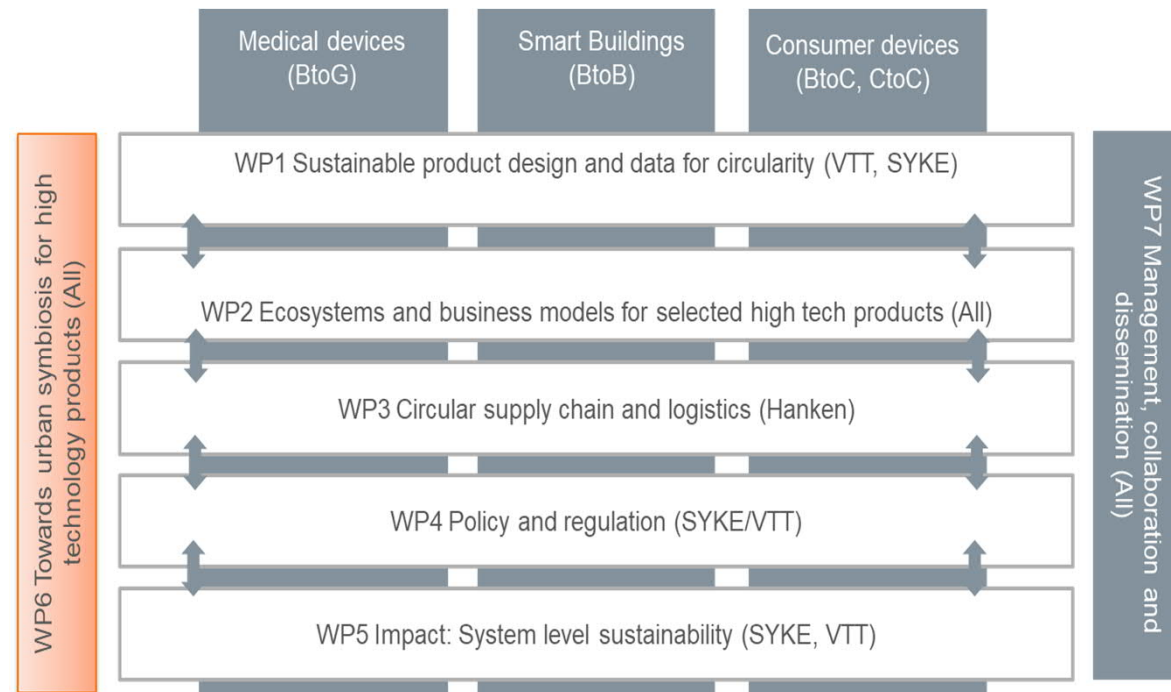 Medical devices
(BtoG)
Smart Buildings
(BtoB)
Consumer devices
(BtoC, CtoC)
WP6 Towards urban symbiosis for high
technology products (All)
WP1 Sustainable product design and data for circularity (VTT, SYKE)
WP2 Ecosystems and business models for selected high tech products (All)
WP3 Circular supply chain and logistics (Hanken)
WP4 Policy and regulation (SYKE/VTT)
WP5 Impact: System level sustainability (SYKE, VTT)
WP7 Management, collaboration and
dissemination (All)